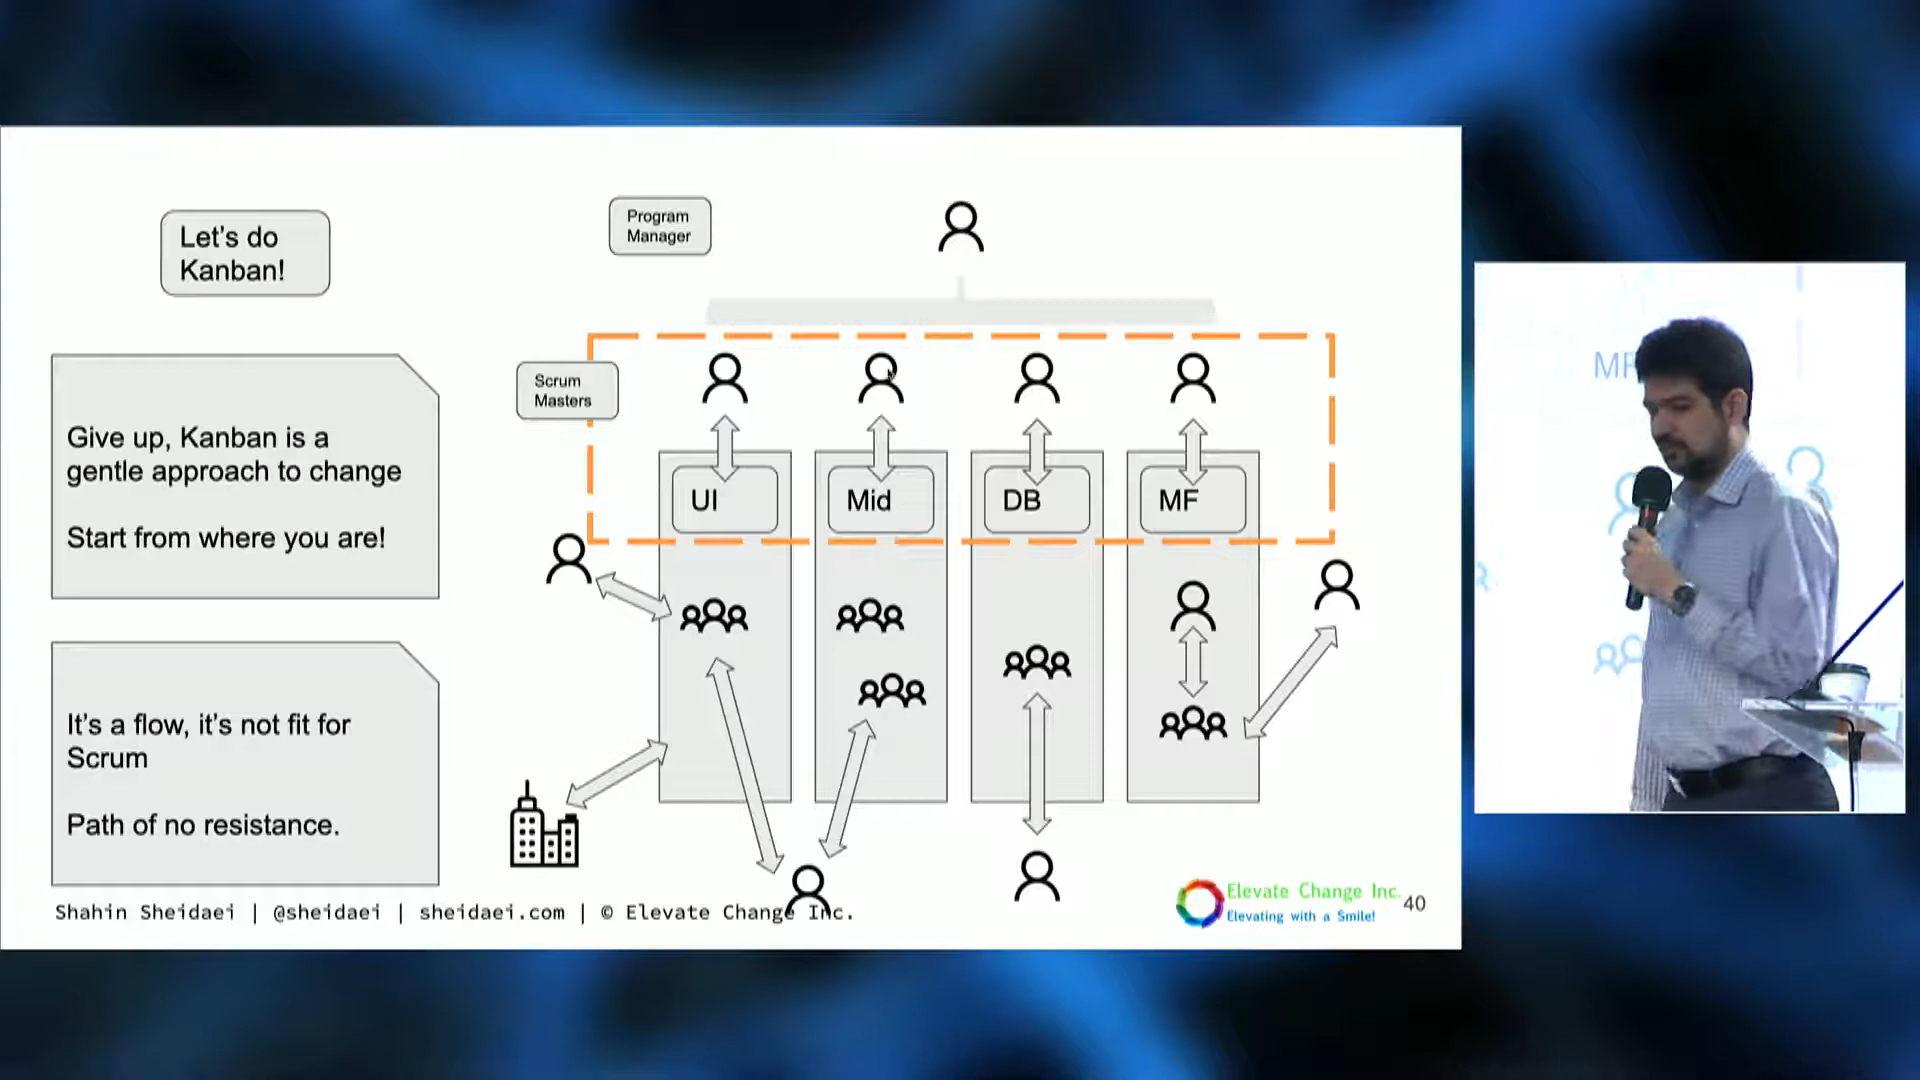 Let's do
Kanban!
Program
Manager
Scrum
Masters
Give up, Kanban is a
gentle approach to change
Start from where you are!
UI
Mid
DB
MF
It's a flow, it's not fit for
Scrum
Path of no resistance.
Shahin Sheidaei | @sheidaei | sheidaei.com | © Elevate Change Inc.
Elevate Change Inc.
Elevating with a Smile!
40
MF